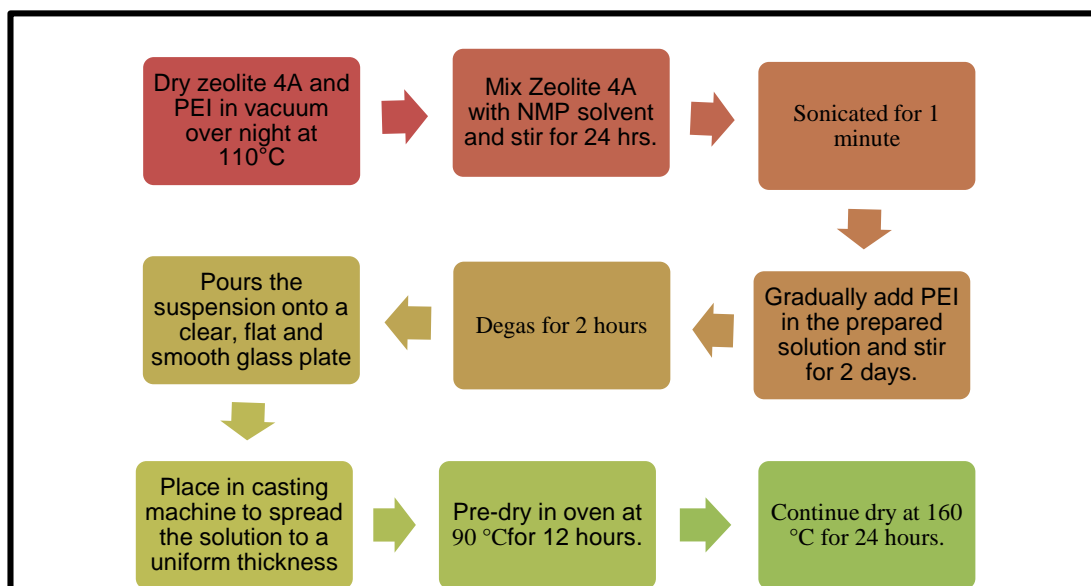 Dry zeolite 4A and
PEI in vacuum
over night at
110°C
Mix Zeolite 4A
with NMP solvent
and stir for 24 hrs.
Sonicated for 1
minute
Gradually add PEI
in the prepared
solution and stir
for 2 days.
Degas for 2 hours
Pours the
suspension onto a
clear, flat and
smooth glass plate
Place in casting
machine to spread
the solution to a
uniform thickness
Pre-dry in oven at
90 °Cfor 12 hours.
Continue dry at 160
°C for 24 hours.